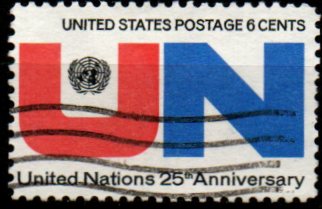 UNITED STATES POSTAGE 6 CENTS
UN
United Nations 25th Anniversary